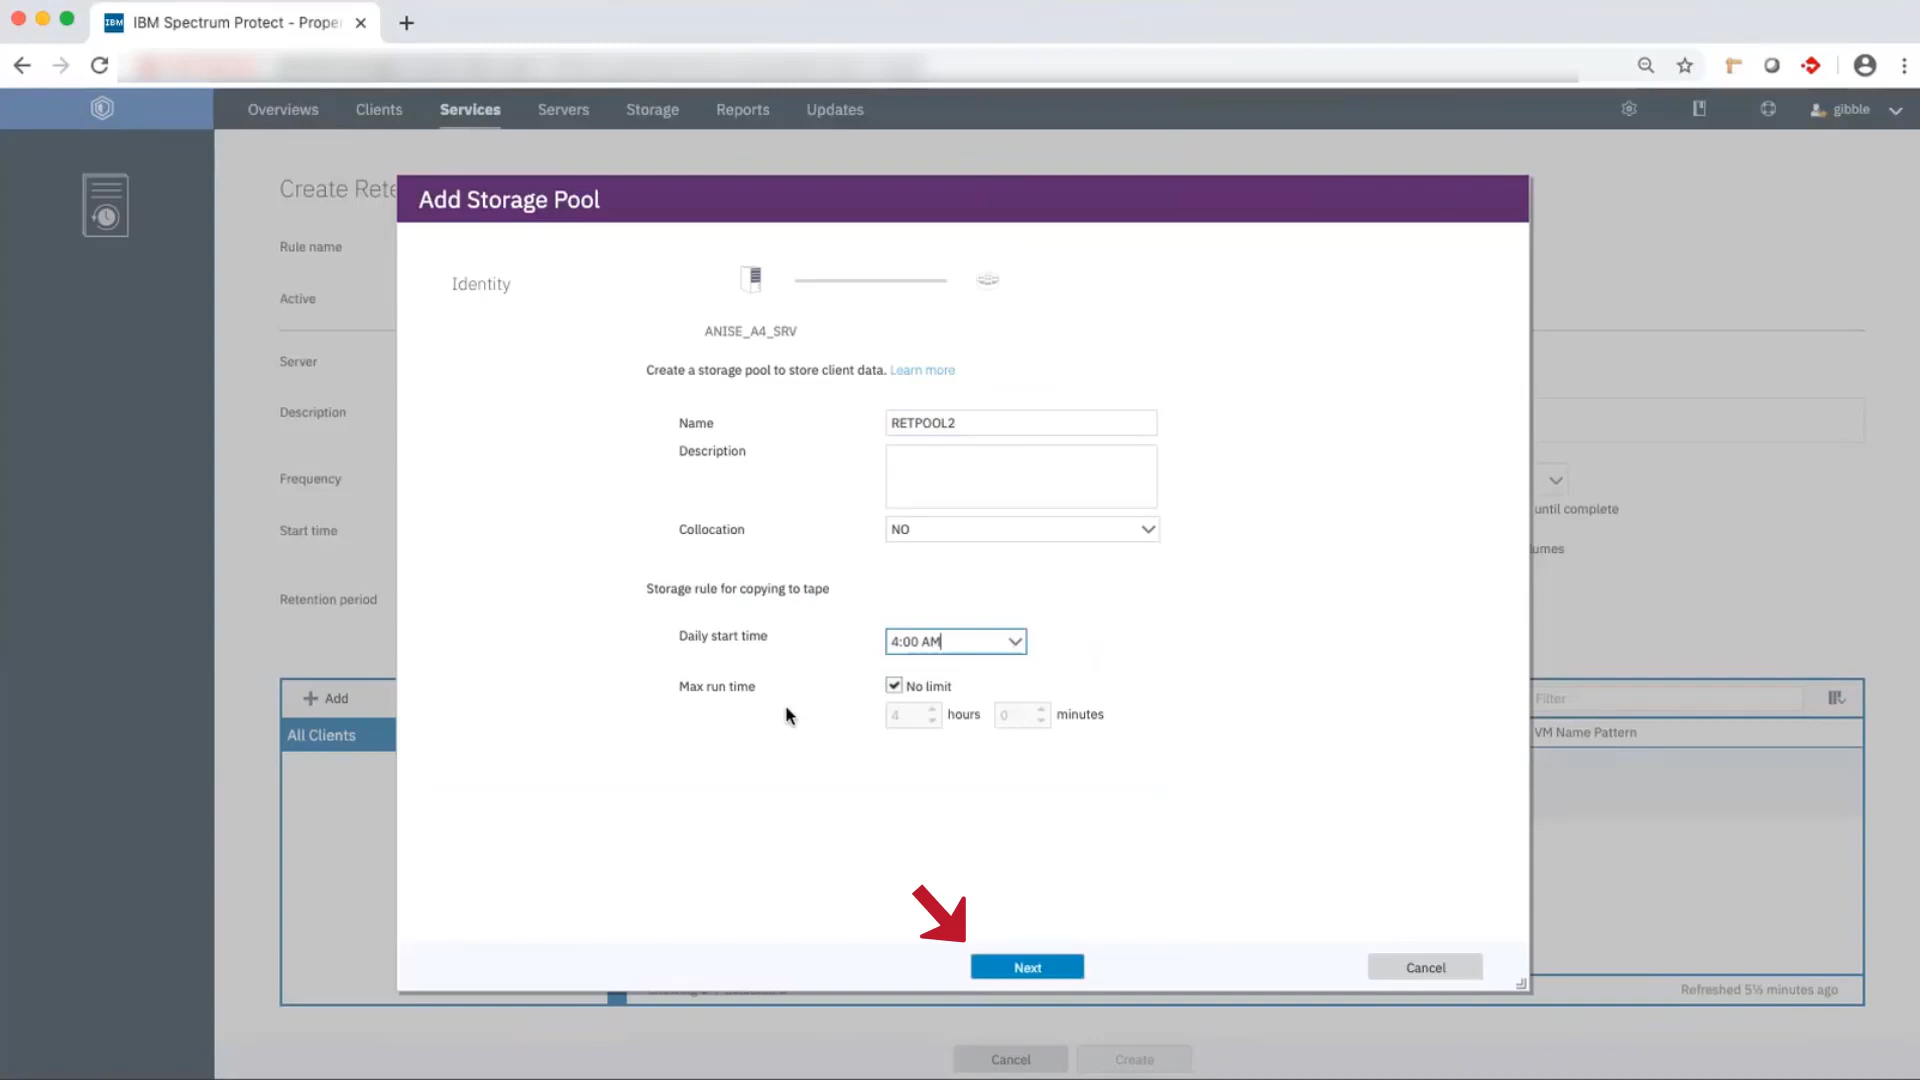 IBM
IBM Spectrum Protect - Prope
Overviews
Clients
Services
Servers
Storage
Reports
Updates
gibble
Create Rete
Rule name
Active
Server
Description
Frequency
Start time
Retention period
until complete
lumes
+ Add
All Clients
Filter
VM Name Pattern
Refreshed 5½ minutes ago
Cancel
Create
Add Storage Pool
Identity
ANISE_A4_SRV
Create a storage pool to store client data. Learn more
Name
RETPOOL2
Description
Collocation
NO
Storage rule for copying to tape
Daily start time
4:00 AM
Max run time
No limit
4 hours 0 minutes
Next
Cancel